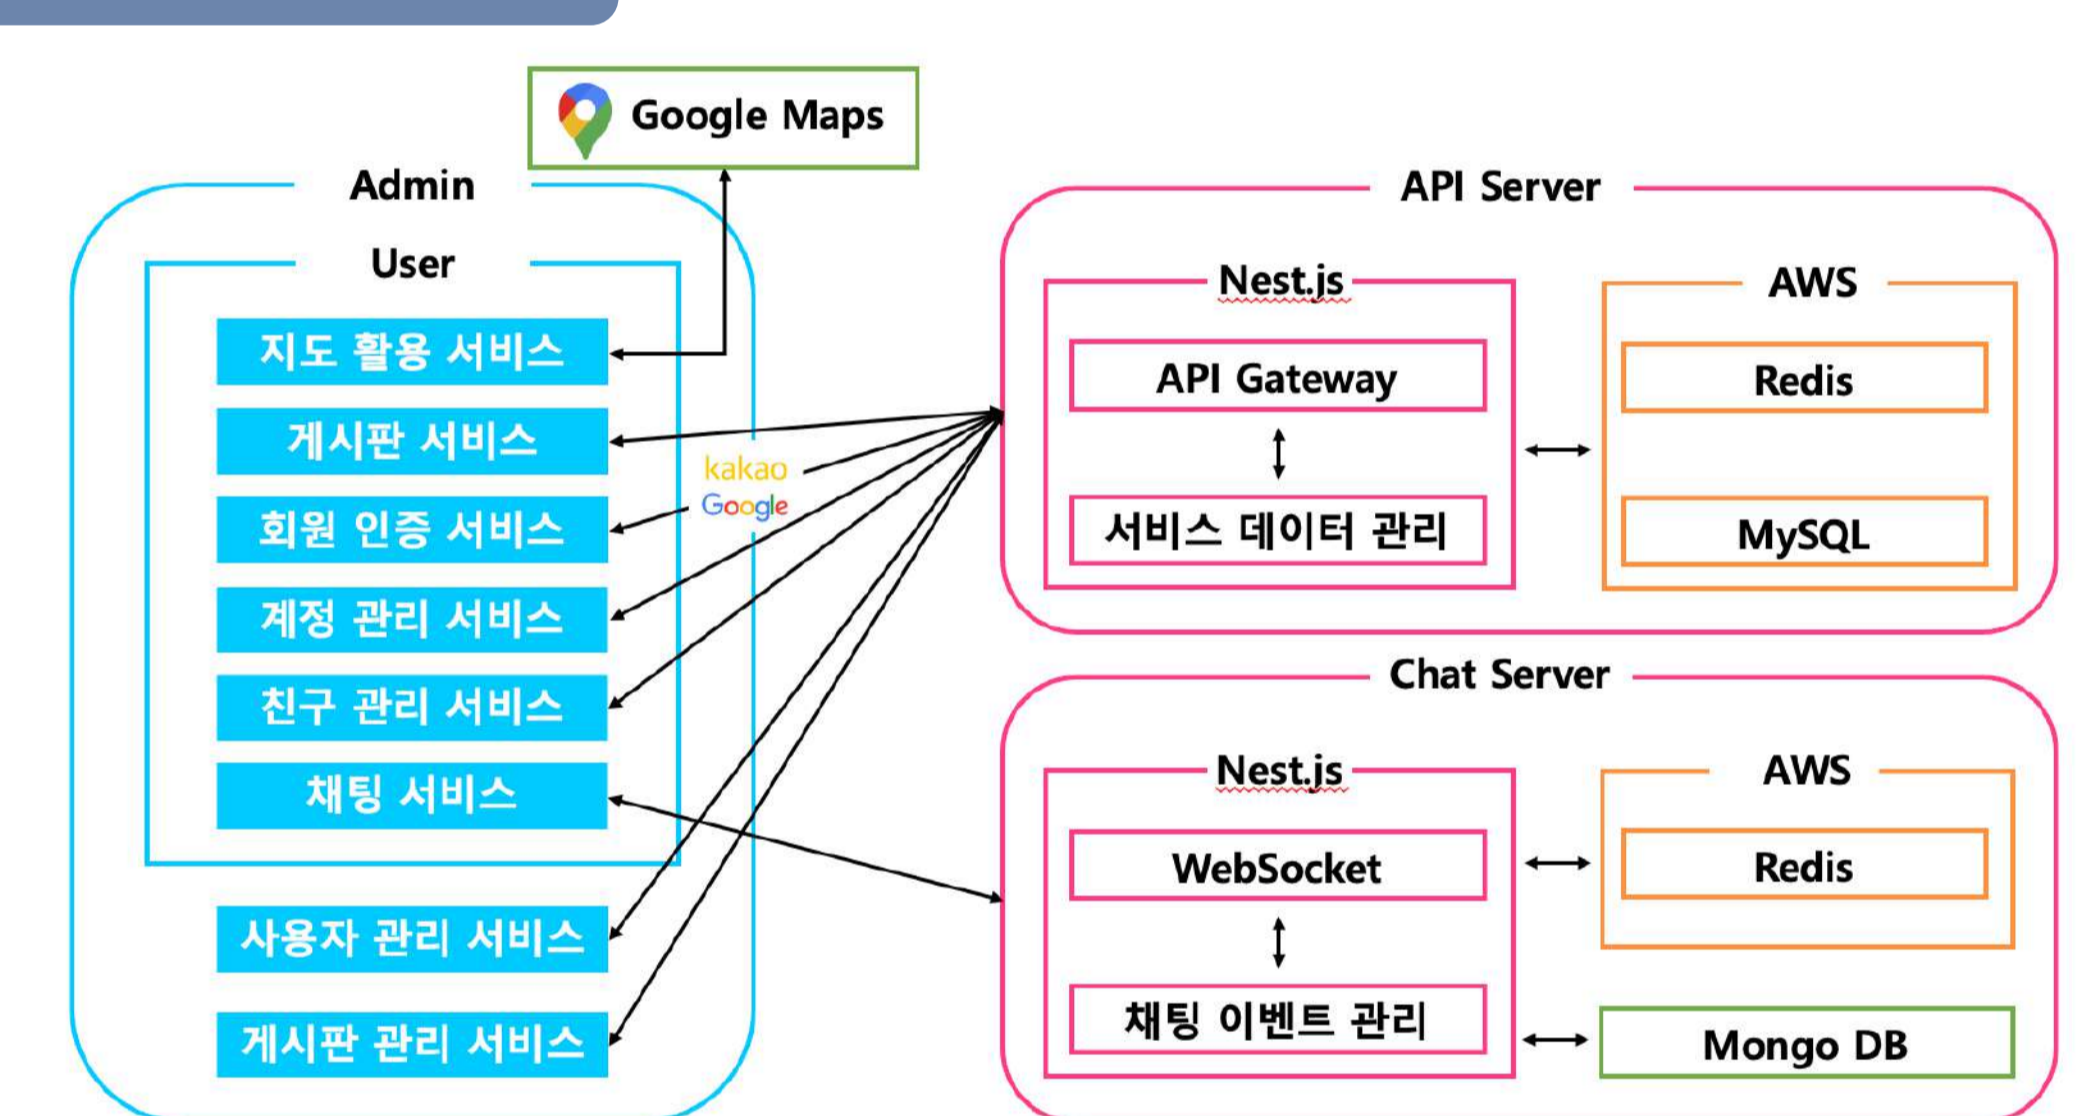 Google Maps
Admin
User
지도 활용 서비스
게시판 서비스
kakao
Google
회원 인증 서비스
계정 관리 서비스
친구 관리 서비스
채팅 서비스
사용자 관리 서비스
게시판 관리 서비스
API Server
Nest.js
API Gateway
서비스 데이터 관리
AWS
Redis
MySQL
Chat Server
Nest.js
WebSocket
채팅 이벤트 관리
AWS
Redis
Mongo DB